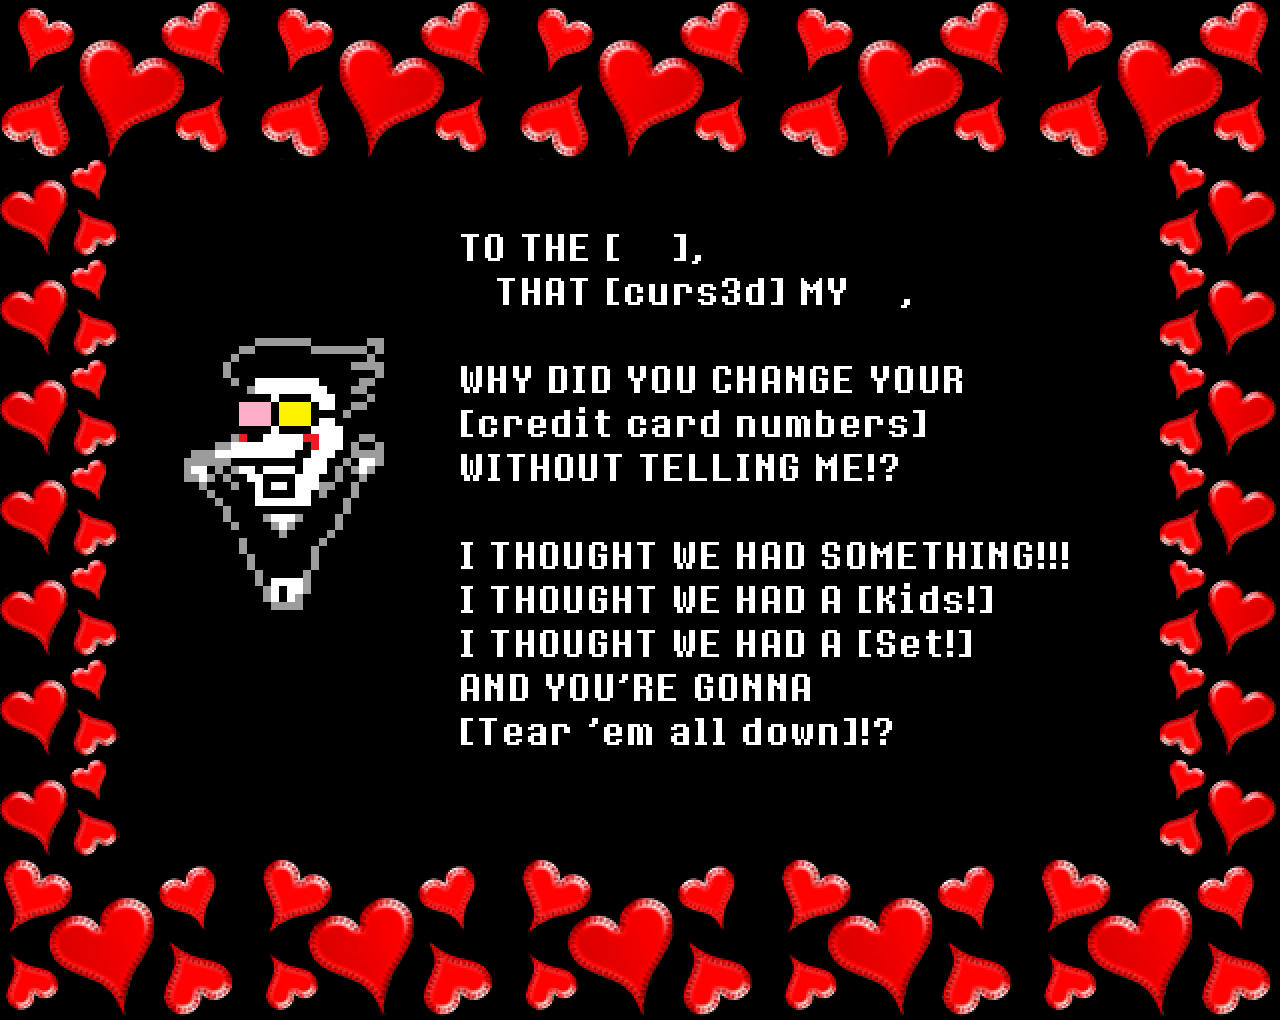 TO THE [   ],
THAT [curs3d] MY   ,
WHY DID YOU CHANGE YOUR
[credit card numbers]
WITHOUT TELLING ME!?
I THOUGHT WE HAD SOMETHING!!!
I THOUGHT WE HAD A [Kids!]
I THOUGHT WE HAD A [Set!]
AND YOU'RE GONNA
[Tear 'em all down]!?